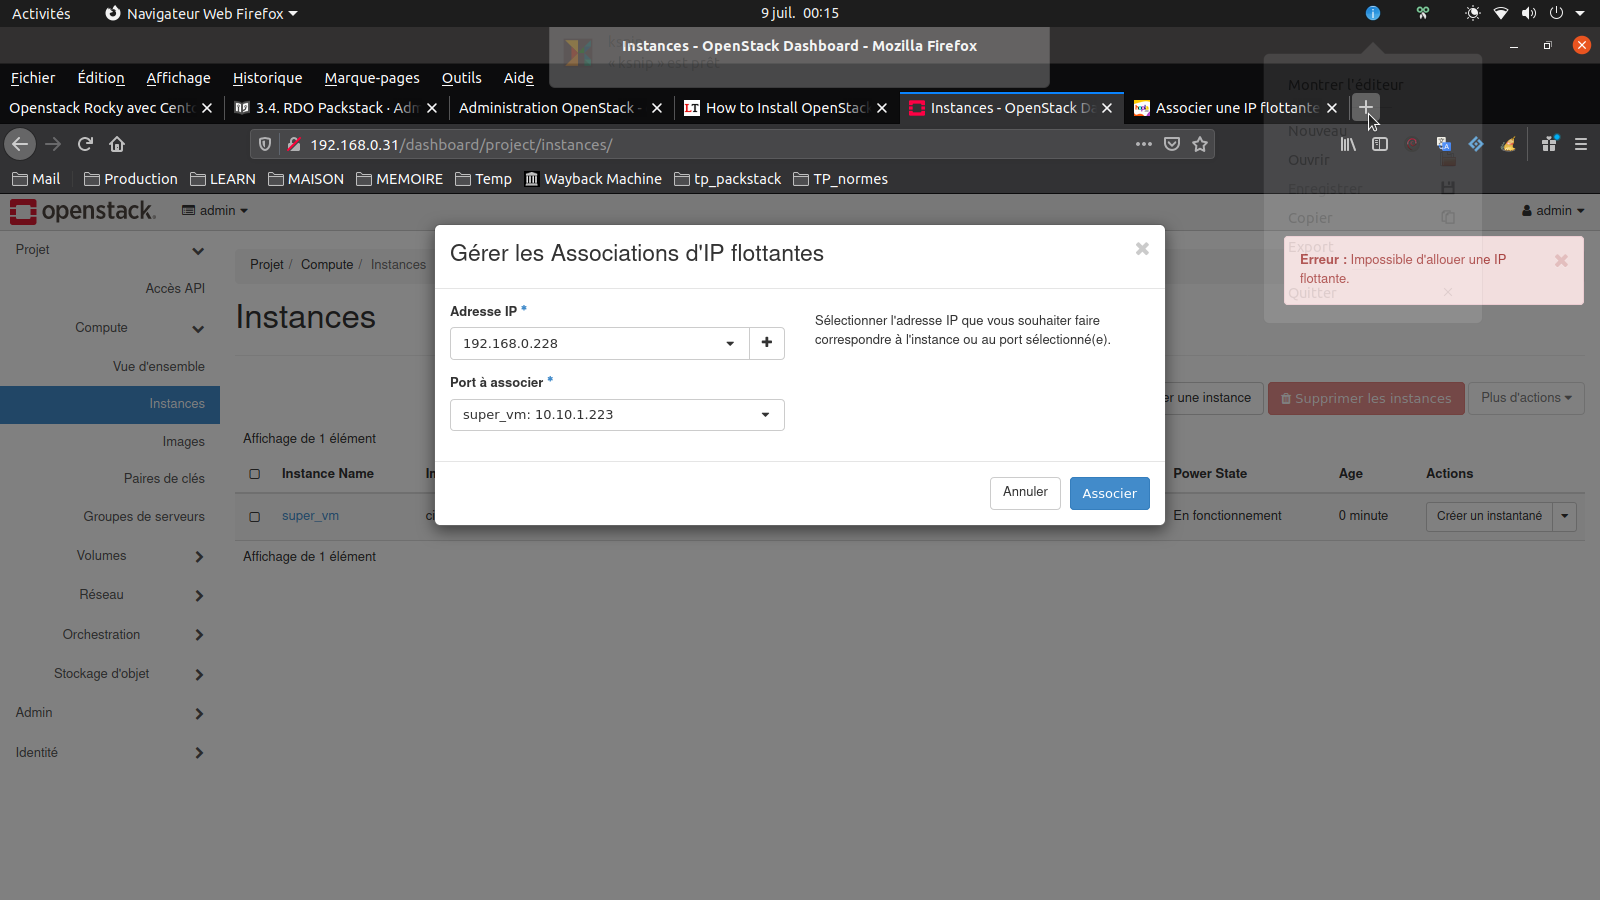 Activités
Navigateur Web Firefox
9 juil. 00:15
Instances - OpenStack Dashboard - Mozilla Firefox
« ksnip » est prêt
Fichier Édition Affichage Historique Marque-pages Outils Aide
Montrer l'éditeur
Openstack Rocky avec Cent
3.4. RDO Packstack · Adm
Administration OpenStack -
LT How to Install OpenStac
Instances - OpenStack Da
Associer une IP flottante
Nouveau
192.168.0.31/dashboard/project/instances/
Ouvrir
Mail Production LEARN MAISON MEMOIRE Temp Wayback Machine tp_packstack TP_normes
Enregistrer
openstack.
admin
admin
Copier
Projet
Export
Erreur : Impossible d'allouer une IP
flottante.
Quitter
Projet / Compute / Instances
Accès API
Compute
Vue d'ensemble
Instances
Images
Paires de clés
Groupes de serveurs
Volumes
Réseau
Orchestration
Stockage d'objet
Admin
Identité
Instances
Gérer les Associations d'IP flottantes
Adresse IP *
192.168.0.228
Port à associer *
super_vm: 10.10.1.223
Sélectionner l'adresse IP que vous souhaiter faire
correspondre à l'instance ou au port sélectionné(e).
Annuler
Associer
er une instance
Supprimer les instances
Plus d'actions
Affichage de 1 élément
Instance Name
Power State
Age
Actions
super_vm
En fonctionnement
0 minute
Créer un instantané
Affichage de 1 élément